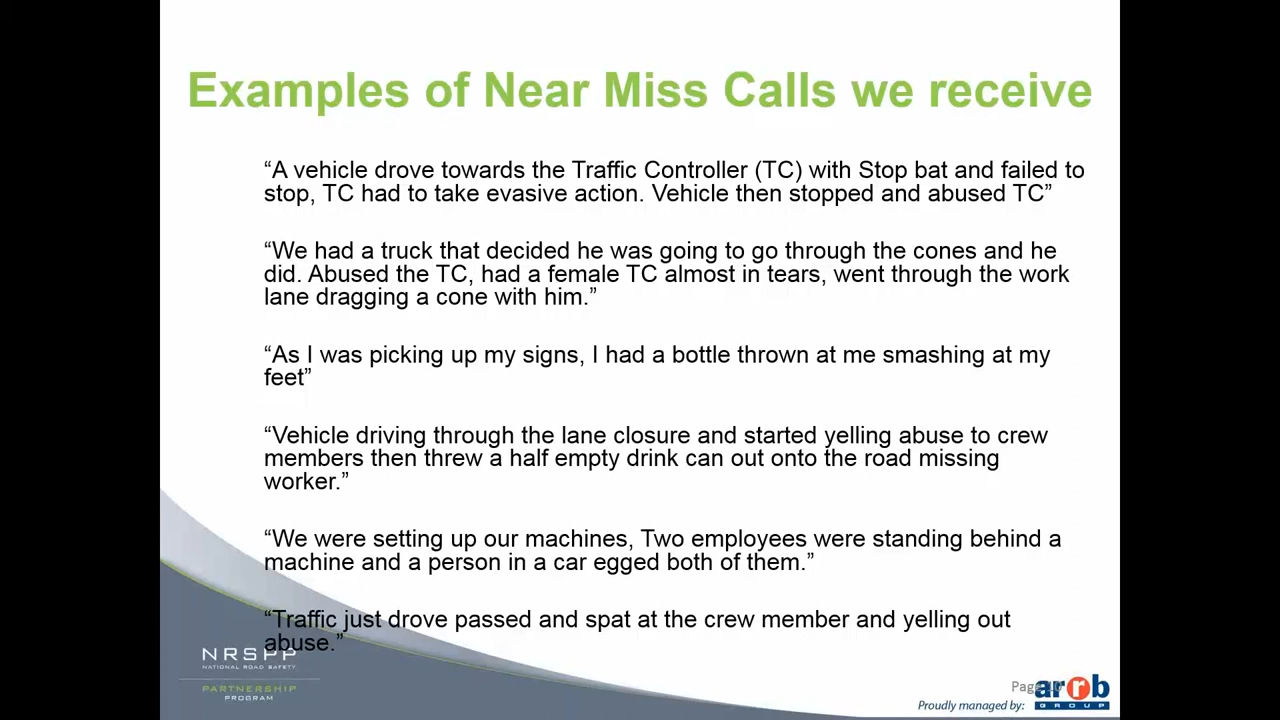 Examples of Near Miss Calls we receive
“A vehicle drove towards the Traffic Controller (TC) with Stop bat and failed to
stop, TC had to take evasive action. Vehicle then stopped and abused TC”
“We had a truck that decided he was going to go through the cones and he
did. Abused the TC, had a female TC almost in tears, went through the work
lane dragging a cone with him.”
“As I was picking up my signs, I had a bottle thrown at me smashing at my
feet”
“Vehicle driving through the lane closure and started yelling abuse to crew
members then threw a half empty drink can out onto the road missing
worker.”
“We were setting up our machines, Two employees were standing behind a
machine and a person in a car egged both of them.”
“Traffic just drove passed and spat at the crew member and yelling out
abuse.”
NRSPP
NATIONAL ROAD SAFETY
PARTNERSHIP
PROGRAM
Page
Proudly managed by:
arrb
GROUP